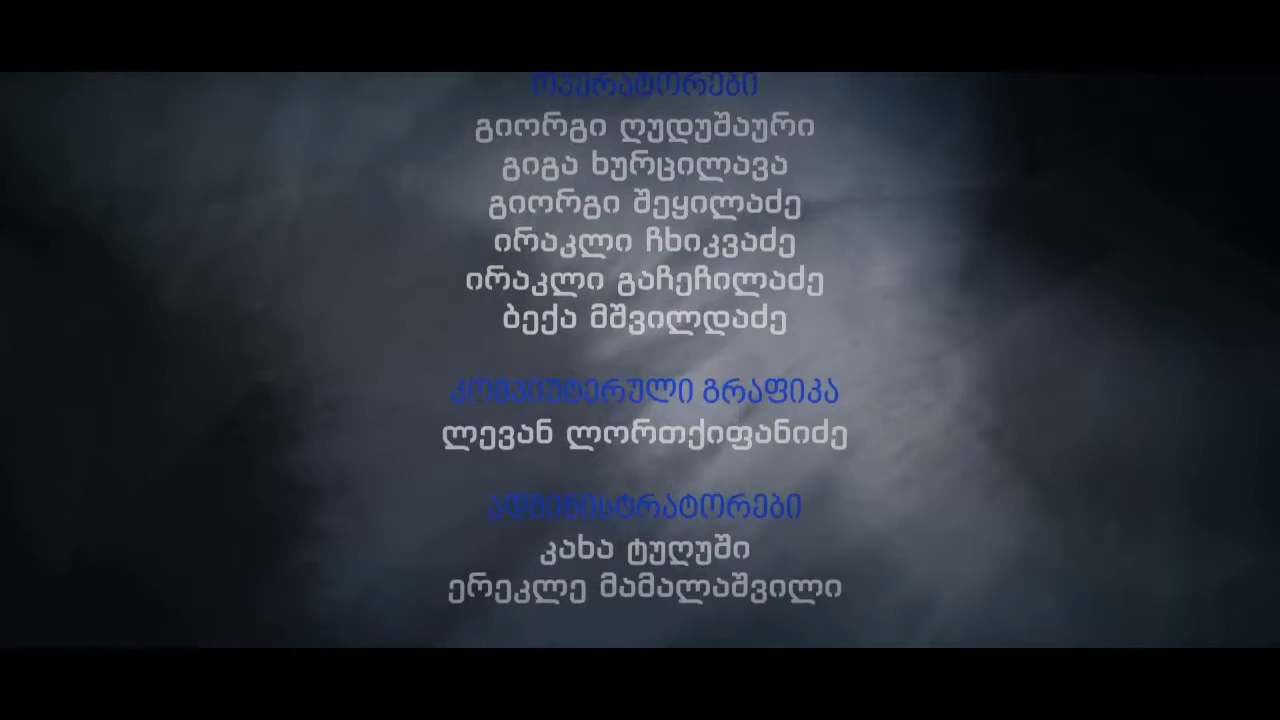 ოპერატორები
გიორგი ღუდუშაური
გიგა ხურცილავა
გიორგი შეყილაძე
ირაკლი ჩხიკვაძე
ირაკლი გაჩეჩილაძე
ბექა მშვილდაძე
კომპიუტერული გრაფიკა
ლევან ლორთქიფანიძე
ადმინისტრატორები
კახა ტუღუში
ერეკლე მამალაშვილი